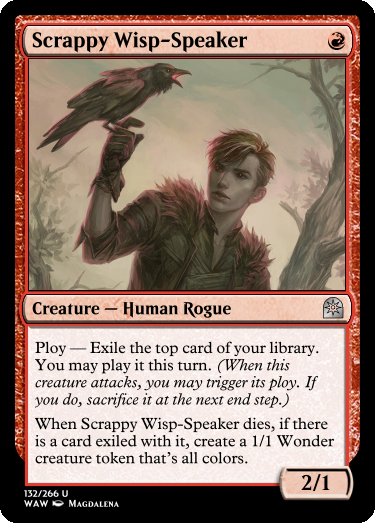 Scrappy Wisp-Speaker
Creature — Human Rogue
Ploy — Exile the top card of your library.
You may play it this turn. (When this
creature attacks, you may trigger its ploy. If
you do, sacrifice it at the next end step.)
When Scrappy Wisp-Speaker dies, if there
is a card exiled with it, create a 1/1 Wonder
creature token that's all colors.
2/1
132/266 U
WAW Magdalena